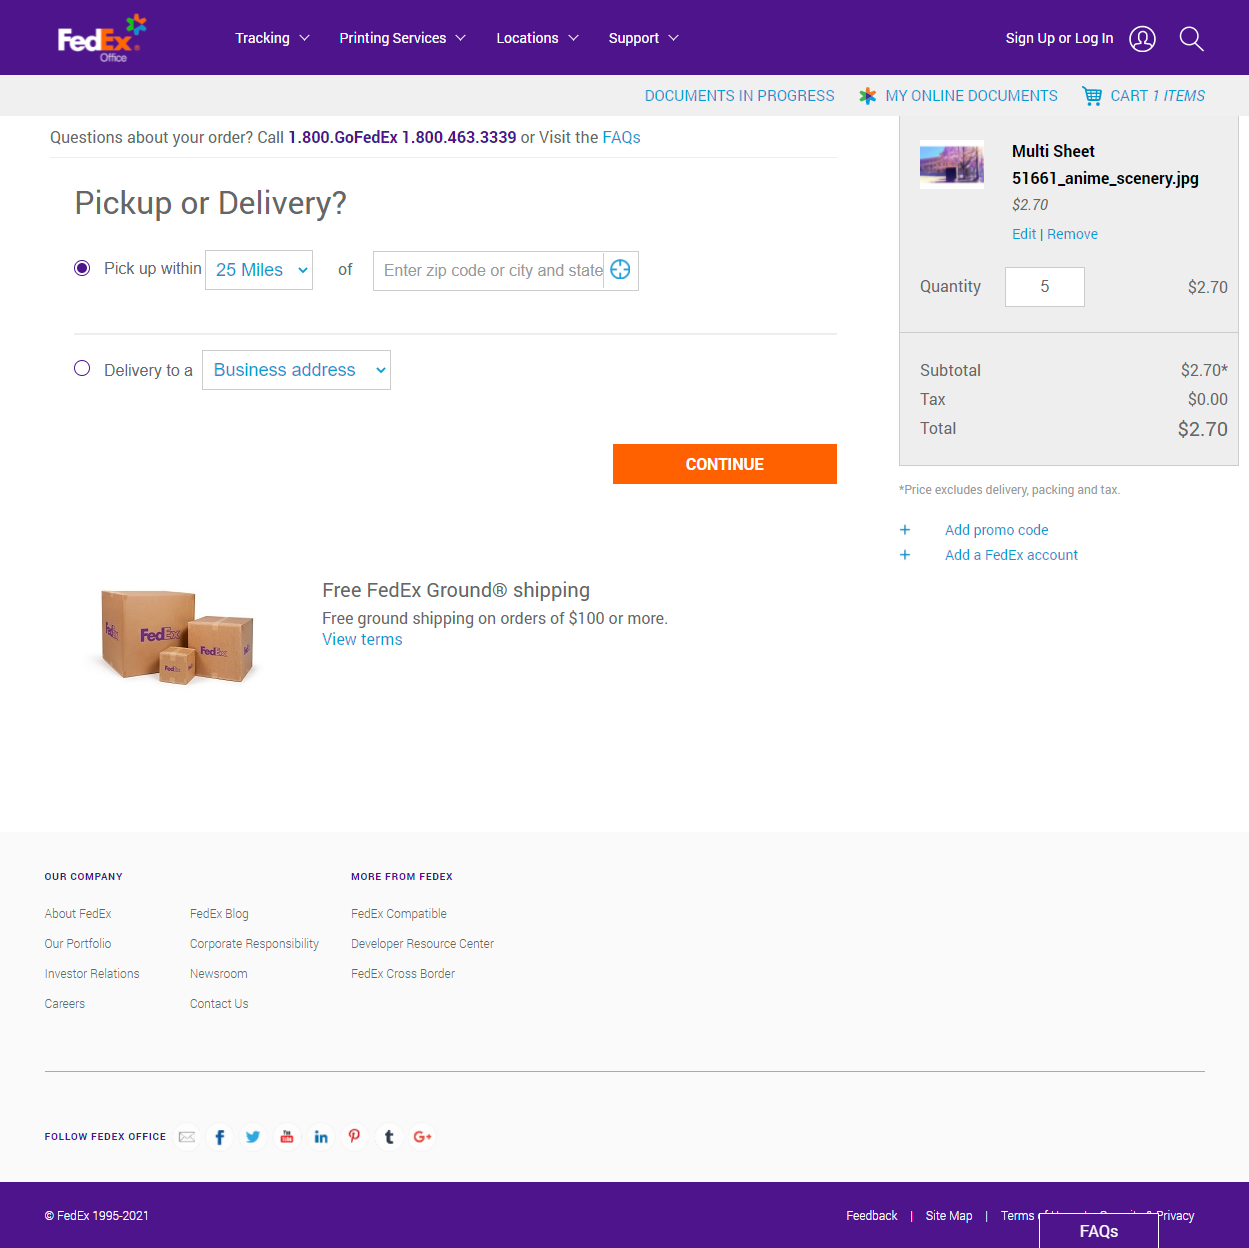 FedEx Office
Tracking Printing Services Locations Support Sign Up or Log In
DOCUMENTS IN PROGRESS MY ONLINE DOCUMENTS CART 1 ITEMS
Questions about your order? Call 1.800.GoFedEx 1.800.463.3339 or Visit the FAQs
Pickup or Delivery?
Pick up within 25 Miles of Enter zip code or city and state
Delivery to a Business address
CONTINUE
Multi Sheet
51661_anime_scenery.jpg
$2.70
Edit | Remove
Quantity 5 $2.70
Subtotal $2.70*
Tax $0.00
Total $2.70
*Price excludes delivery, packing and tax.
+ Add promo code
+ Add a FedEx account
FedEx FedEx FedEx FedEx
Free FedEx Ground® shipping
Free ground shipping on orders of $100 or more.
View terms
OUR COMPANY MORE FROM FEDEX
About FedEx FedEx Blog FedEx Compatible
Our Portfolio Corporate Responsibility Developer Resource Center
Investor Relations Newsroom FedEx Cross Border
Careers Contact Us
FOLLOW FEDEX OFFICE
© FedEx 1995-2021 Feedback | Site Map | Terms Privacy
FAQs